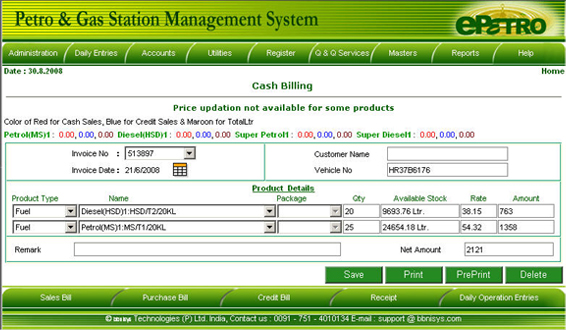 Petro & Gas Station Management System
ePETRO
Administration Daily Entries Accounts Utilities Register Q & Q Services Masters Reports Help
Date : 30.8.2008 Home
Cash Billing
Price updation not available for some products
Color of Red for Cash Sales, Blue for Credit Sales & Maroon for TotalLtr
Petrol(MS)1 : 0.00, 0.00, 0.00 Diesel(HSD)1 : 0.00, 0.00, 0.00 Super Petrol1 : 0.00, 0.00, 0.00 Super Diesel1 : 0.00, 0.00, 0.00
Invoice No : 513897 Customer Name
Invoice Date : 21/6/2008 Vehicle No HR37B6176
Product Details
Product Type Name Package Qty Available Stock Rate Amount
Fuel Diesel(HSD)1:HSD/T2/20KL 20 9693.76 Ltr. 38.15 763
Fuel Petrol(MS)1:MS/T1/20KL 25 24654.18 Ltr. 54.32 1358
Remark Net Amount 2121
Save Print PrePrint Delete
Sales Bill Purchase Bill Credit Bill Receipt Daily Operation Entries
© bbnisys Technologies (P) Ltd. India, Contact us : 0091 - 751 - 4010134 E-mail : support @ bbnisys.com